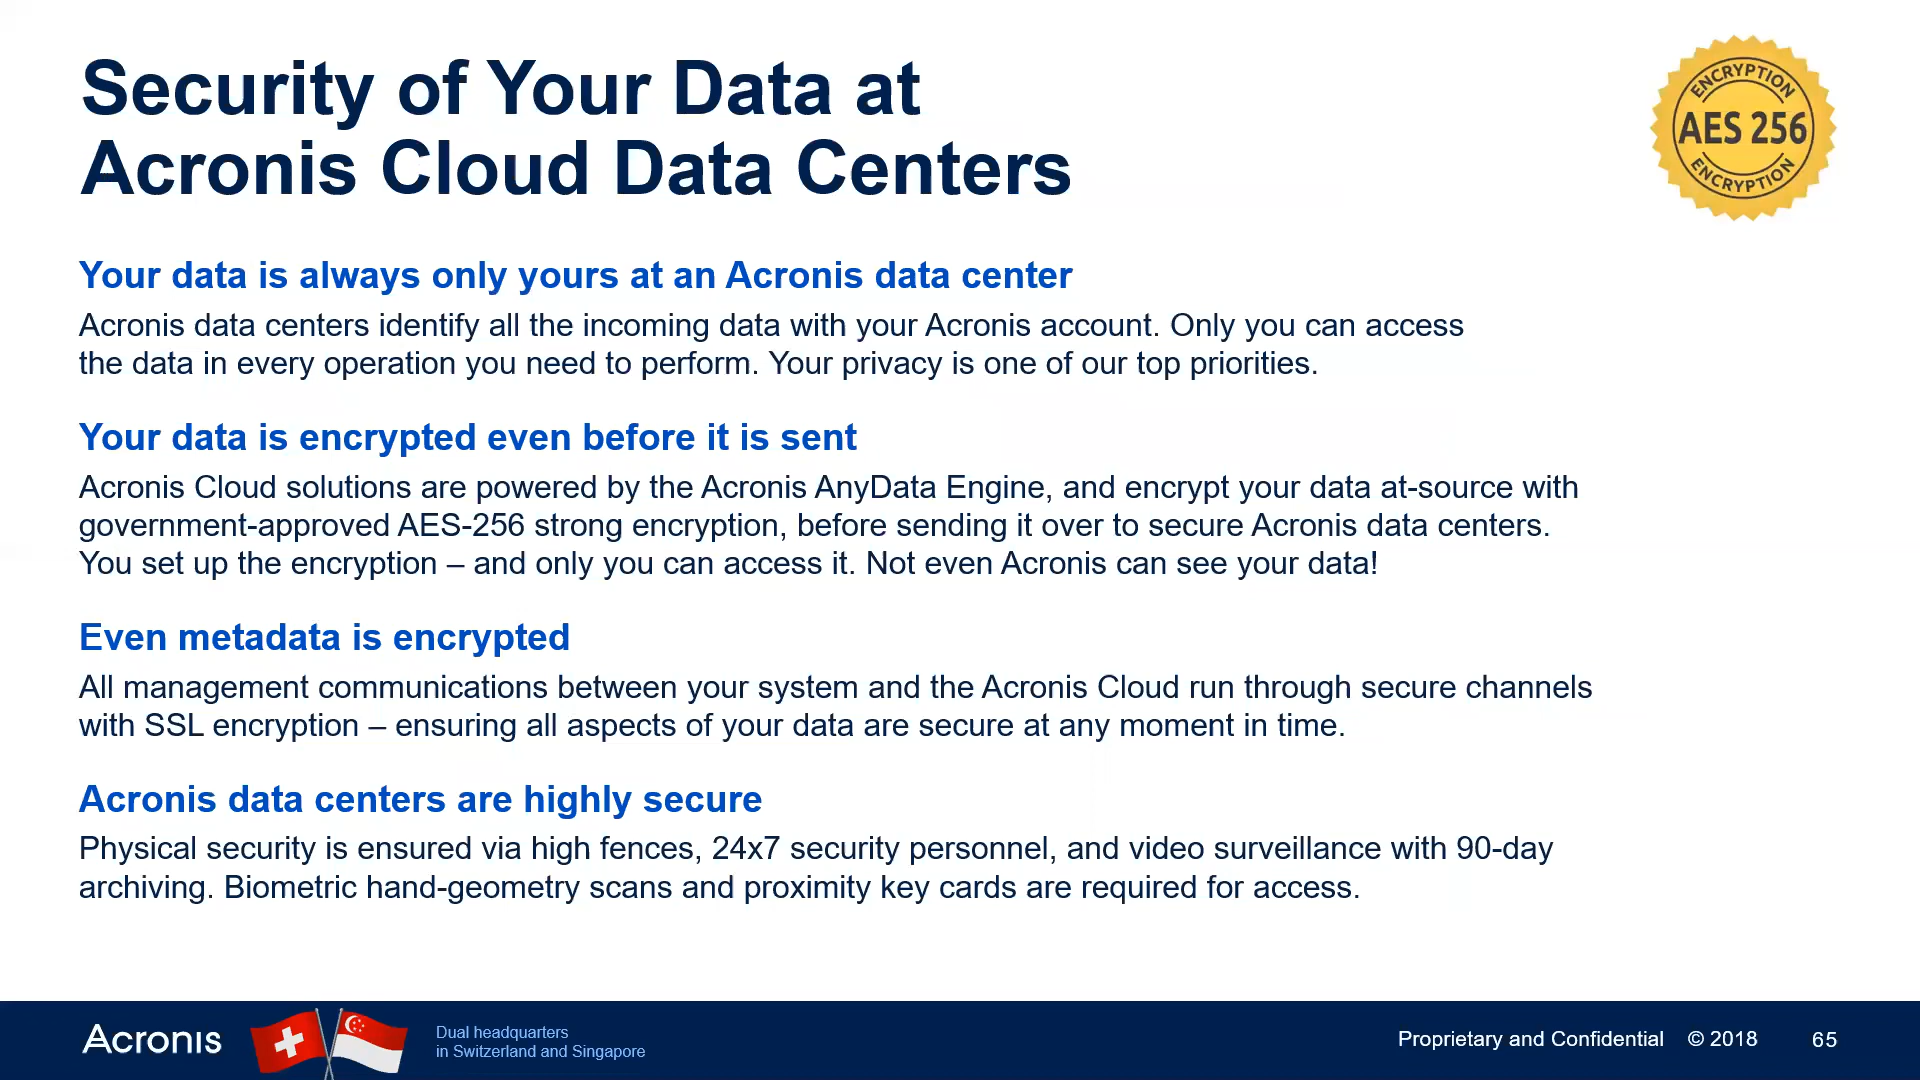 Security of Your Data at
Acronis Cloud Data Centers
ENCRYPTION
AES 256
ENCRYPTION
Your data is always only yours at an Acronis data center
Acronis data centers identify all the incoming data with your Acronis account. Only you can access
the data in every operation you need to perform. Your privacy is one of our top priorities.
Your data is encrypted even before it is sent
Acronis Cloud solutions are powered by the Acronis AnyData Engine, and encrypt your data at-source with
government-approved AES-256 strong encryption, before sending it over to secure Acronis data centers.
You set up the encryption – and only you can access it. Not even Acronis can see your data!
Even metadata is encrypted
All management communications between your system and the Acronis Cloud run through secure channels
with SSL encryption – ensuring all aspects of your data are secure at any moment in time.
Acronis data centers are highly secure
Physical security is ensured via high fences, 24x7 security personnel, and video surveillance with 90-day
archiving. Biometric hand-geometry scans and proximity key cards are required for access.
Acronis
Dual headquarters
in Switzerland and Singapore
Proprietary and Confidential © 2018 65